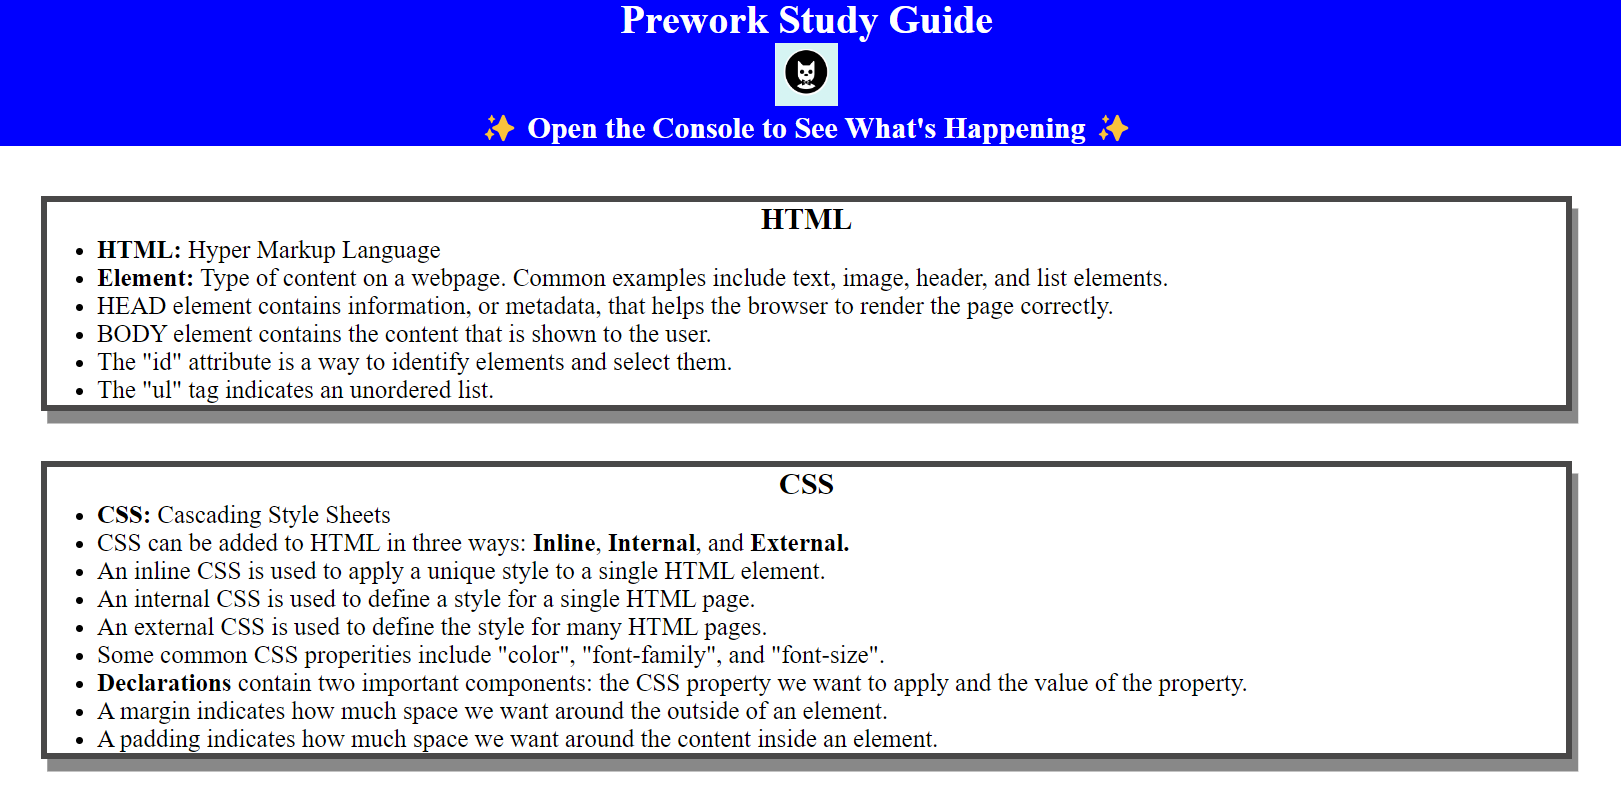 Prework Study Guide
✨ Open the Console to See What's Happening ✨
HTML
• HTML: Hyper Markup Language
• Element: Type of content on a webpage. Common examples include text, image, header, and list elements.
• HEAD element contains information, or metadata, that helps the browser to render the page correctly.
• BODY element contains the content that is shown to the user.
• The "id" attribute is a way to identify elements and select them.
• The "ul" tag indicates an unordered list.
CSS
• CSS: Cascading Style Sheets
• CSS can be added to HTML in three ways: Inline, Internal, and External.
• An inline CSS is used to apply a unique style to a single HTML element.
• An internal CSS is used to define a style for a single HTML page.
• An external CSS is used to define the style for many HTML pages.
• Some common CSS properities include "color", "font-family", and "font-size".
• Declarations contain two important components: the CSS property we want to apply and the value of the property.
• A margin indicates how much space we want around the outside of an element.
• A padding indicates how much space we want around the content inside an element.